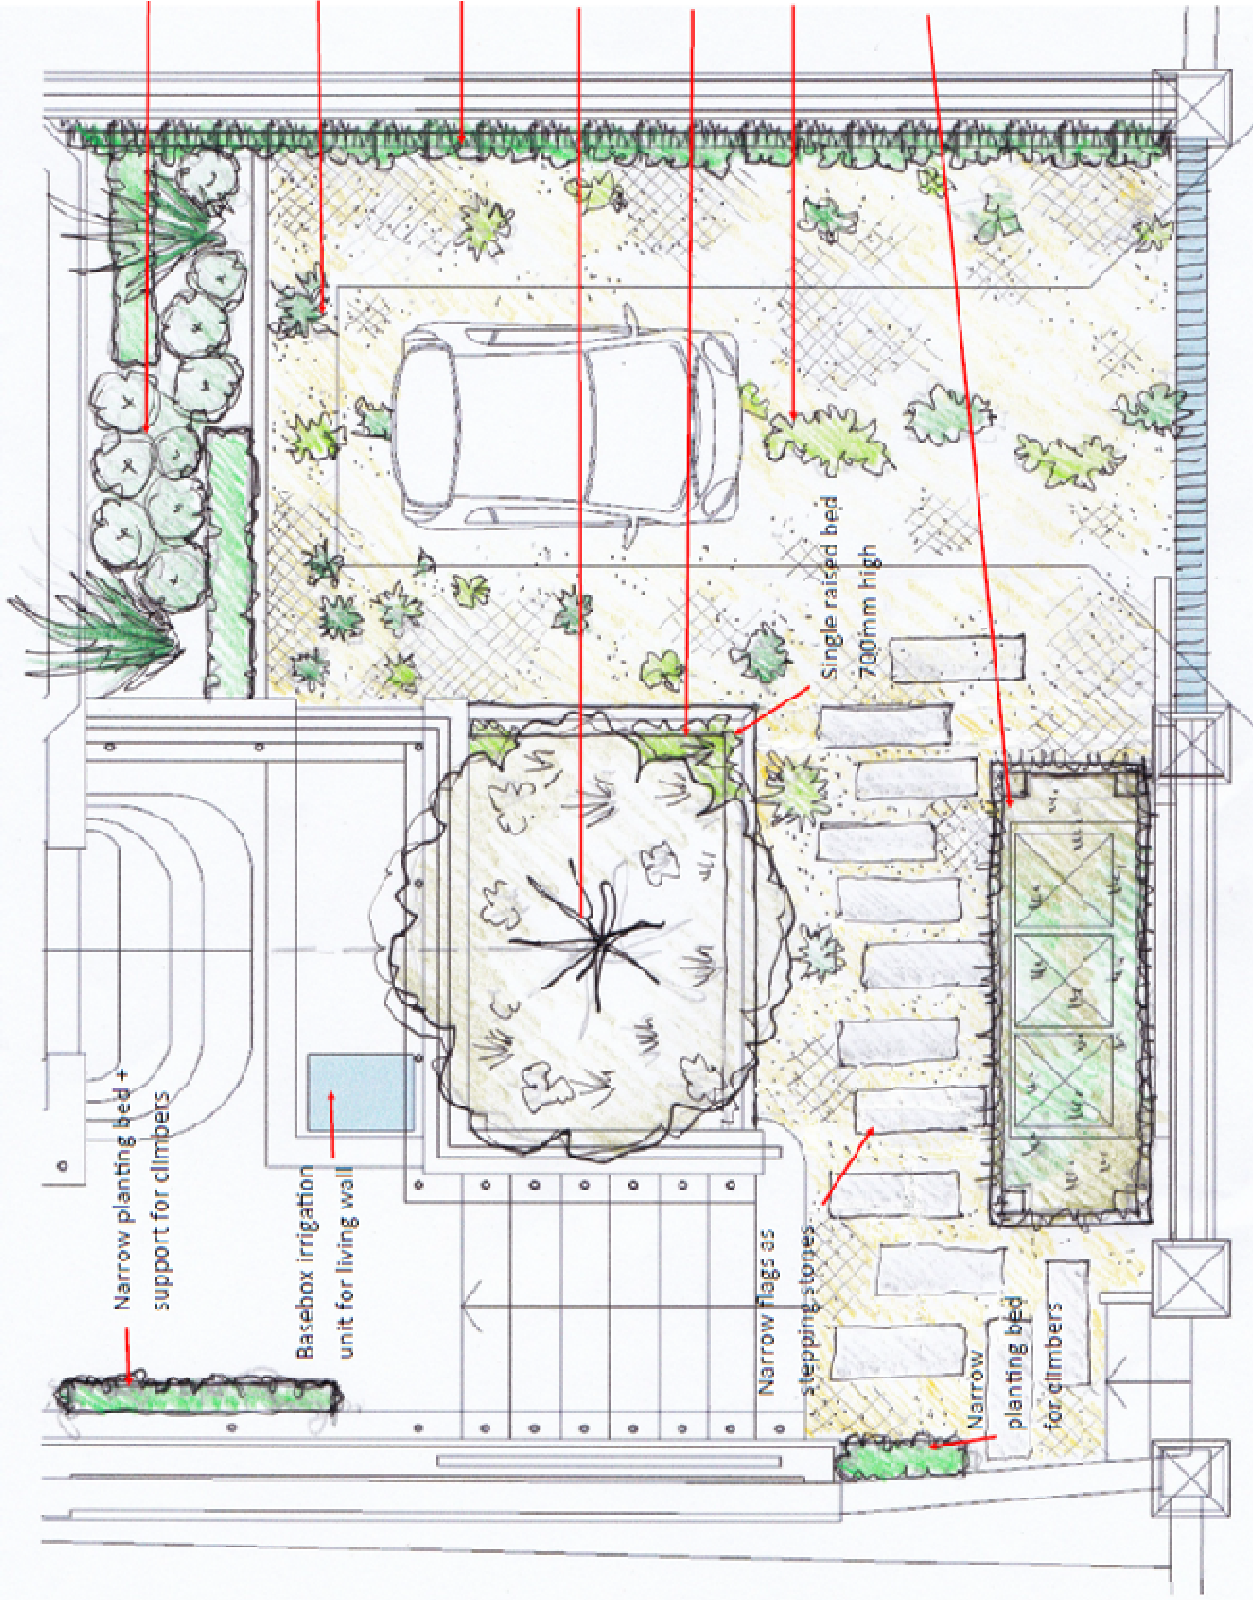 Narrow planting bed +
support for climbers
Basebox irrigation
unit for living wall
Narrow flags as
stepping stones
Narrow
planting bed
for climbers
Single raised bed
700mm high